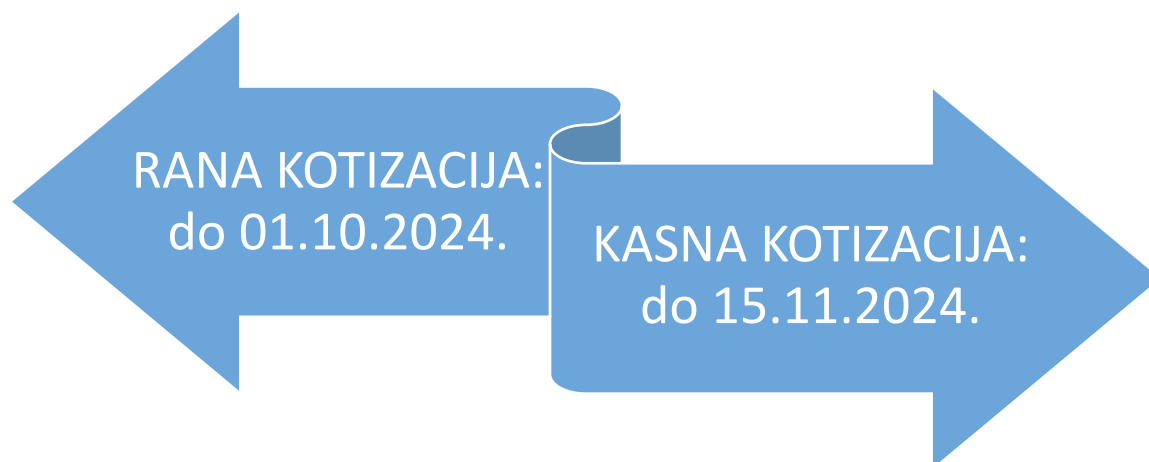 RANA KOTIZACIJA:
do 01.10.2024.
KASNA KOTIZACIJA:
do 15.11.2024.